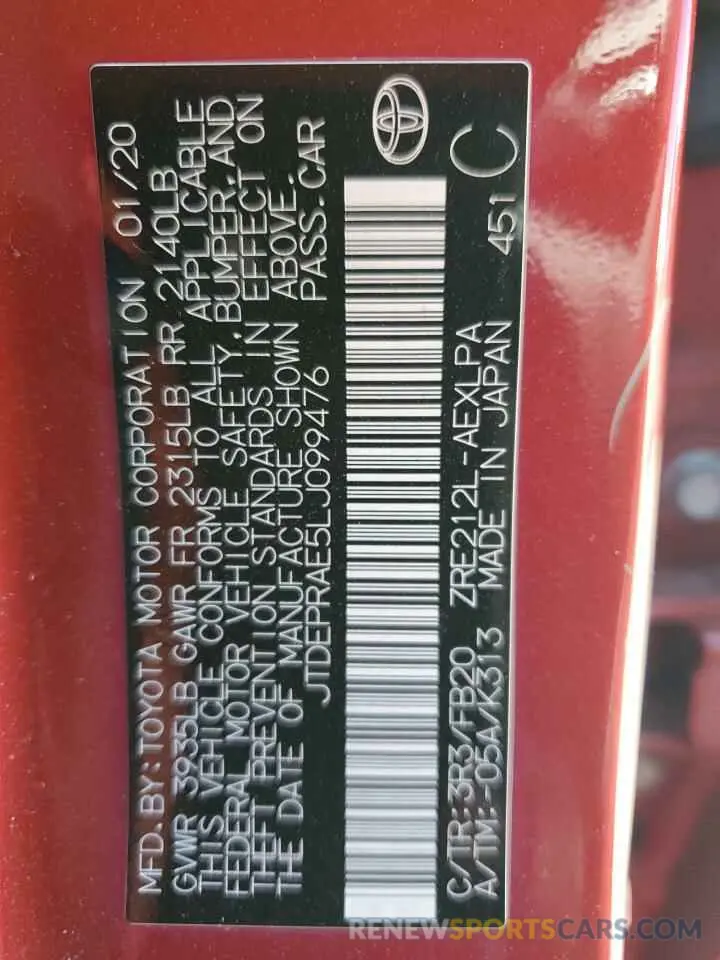 MFD. BY: TOYOTA MOTOR CORPORATION 01/20
GVWR 3935LB GAWR FR 2315LB RR 2140LB
THIS VEHICLE CONFORMS TO ALL APPLICABLE
FEDERAL MOTOR VEHICLE SAFETY, BUMPER, AND
THEFT PREVENTION STANDARDS IN EFFECT ON
THE DATE OF MANUFACTURE SHOWN ABOVE.
JTDEPRAE5LJ099476 PASS. CAR
C/TR: 3R3/FB20 ZRE212L-AEXLPA
A/TM: -05A/K313 MADE IN JAPAN 451 C
RENEWSPORTSCARS.COM